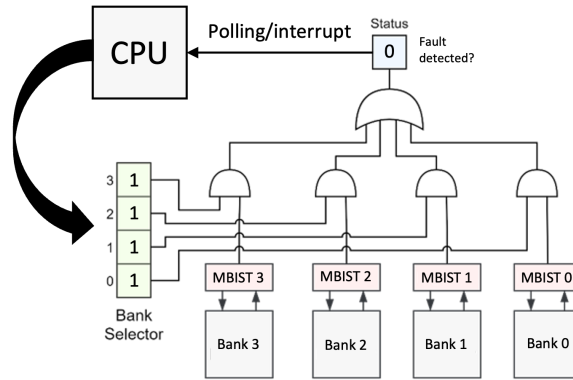 Status
CPU
Polling/interrupt
0
Fault
detected?
3 1
2 1
1 1
0 1
Bank
Selector
MBIST 3
MBIST 2
MBIST 1
MBIST 0
Bank 3
Bank 2
Bank 1
Bank 0